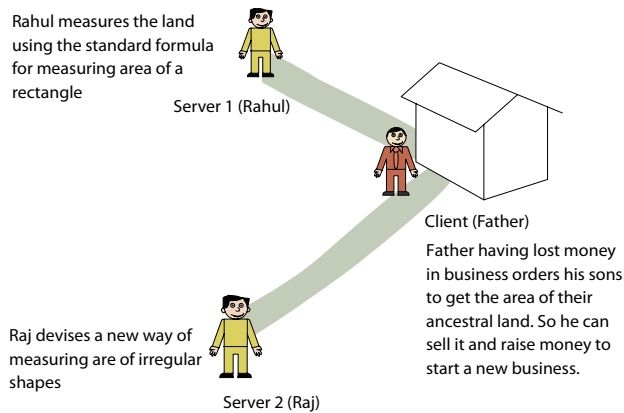 Rahul measures the land
using the standard formula
for measuring area of a
rectangle
Server 1 (Rahul)
Client (Father)
Father having lost money
in business orders his sons
to get the area of their
ancestral land. So he can
sell it and raise money to
start a new business.
Raj devises a new way of
measuring are of irregular
shapes
Server 2 (Raj)